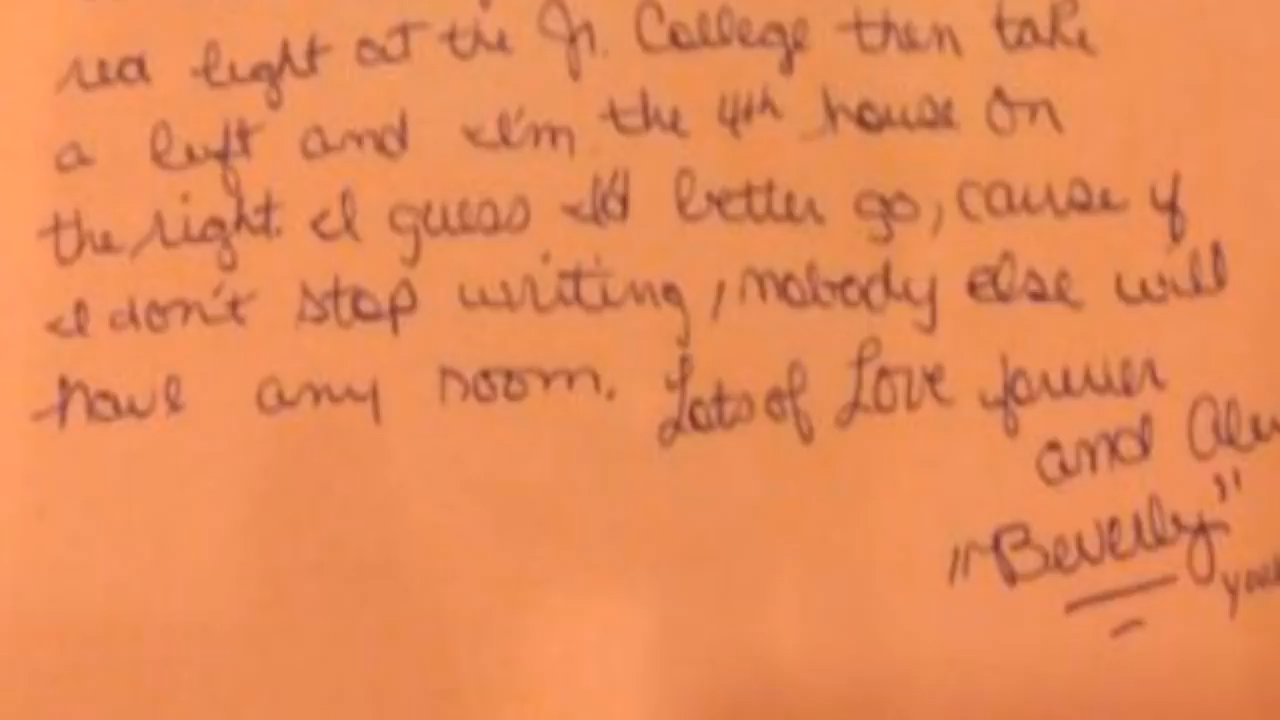 red light at the Jr. College then take
a left and I'm the 4th house on
the right. I guess I'd better go, cause if
I don't stop writing, nobody else will
have any room. Lots of Love forever
and
"Beverly"